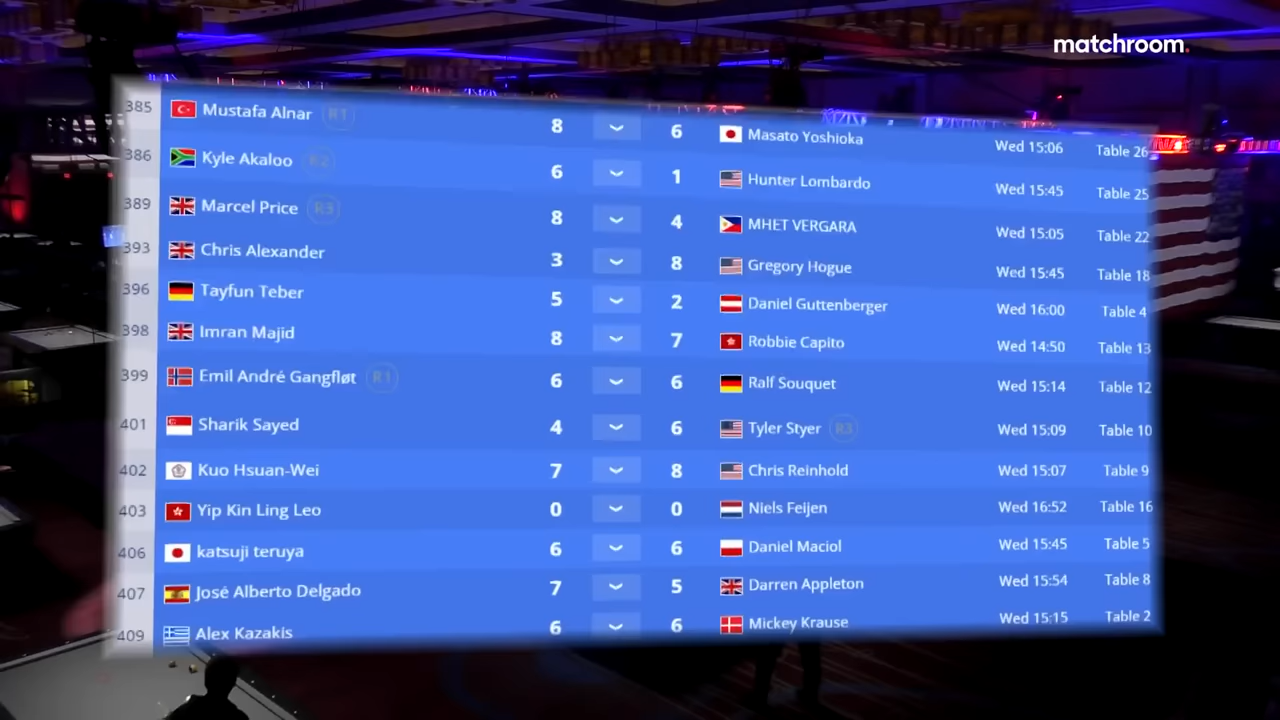 matchroom.
385 Mustafa Alnar R1 8 6 Masato Yoshioka Wed 15:06 Table 26
386 Kyle Akaloo R2 6 1 Hunter Lombardo Wed 15:45 Table 25
389 Marcel Price R3 8 4 MHET VERGARA Wed 15:05 Table 22
393 Chris Alexander 3 8 Gregory Hogue Wed 15:45 Table 18
396 Tayfun Teber 5 2 Daniel Guttenberger Wed 16:00 Table 4
398 Imran Majid 8 7 Robbie Capito Wed 14:50 Table 13
399 Emil André Gangfløt R1 6 6 Ralf Souquet Wed 15:14 Table 12
401 Sharik Sayed 4 6 Tyler Styer R3 Wed 15:09 Table 10
402 Kuo Hsuan-Wei 7 8 Chris Reinhold Wed 15:07 Table 9
403 Yip Kin Ling Leo 0 0 Niels Feijen Wed 16:52 Table 16
406 katsuji teruya 6 6 Daniel Maciol Wed 15:45 Table 5
407 José Alberto Delgado 7 5 Darren Appleton Wed 15:54 Table 8
409 Alex Kazakis 6 6 Mickey Krause Wed 15:15 Table 2